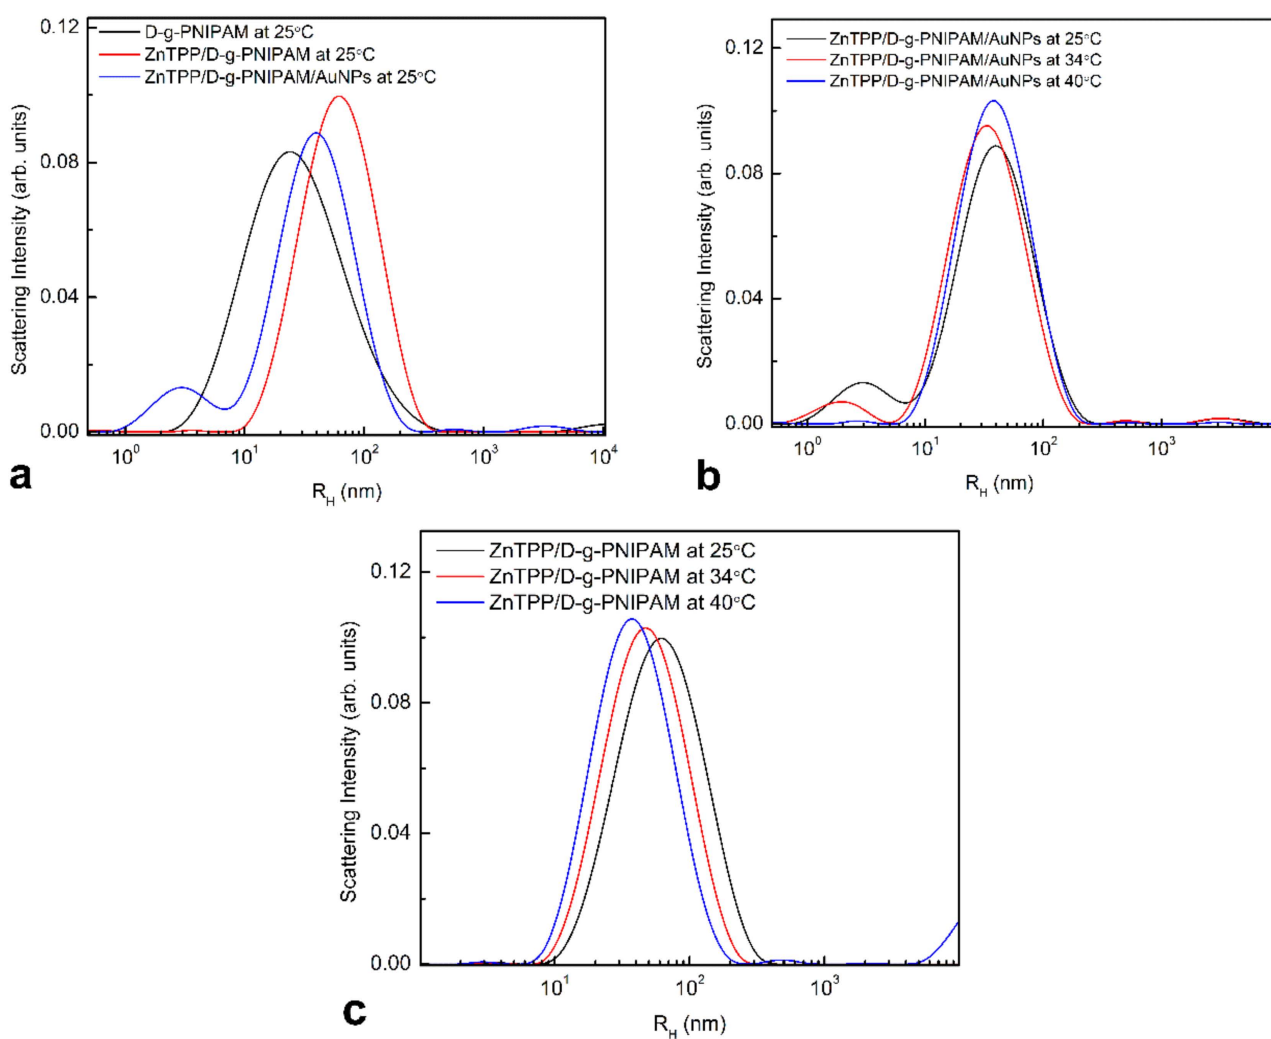 D-g-PNIPAM at 25°C
ZnTPP/D-g-PNIPAM at 25°C
ZnTPP/D-g-PNIPAM/AuNPs at 25°C
Scattering Intensity (arb. units)
0.12
0.08
0.04
0.00
10⁰ 10¹ 10² 10³ 10⁴
R_H (nm)
a
ZnTPP/D-g-PNIPAM/AuNPs at 25°C
ZnTPP/D-g-PNIPAM/AuNPs at 34°C
ZnTPP/D-g-PNIPAM/AuNPs at 40°C
Scattering Intensity (arb. units)
0.12
0.08
0.04
0.00
10⁰ 10¹ 10² 10³
R_H (nm)
b
ZnTPP/D-g-PNIPAM at 25°C
ZnTPP/D-g-PNIPAM at 34°C
ZnTPP/D-g-PNIPAM at 40°C
Scattering Intensity (arb. units)
0.12
0.08
0.04
0.00
10¹ 10² 10³
R_H (nm)
c